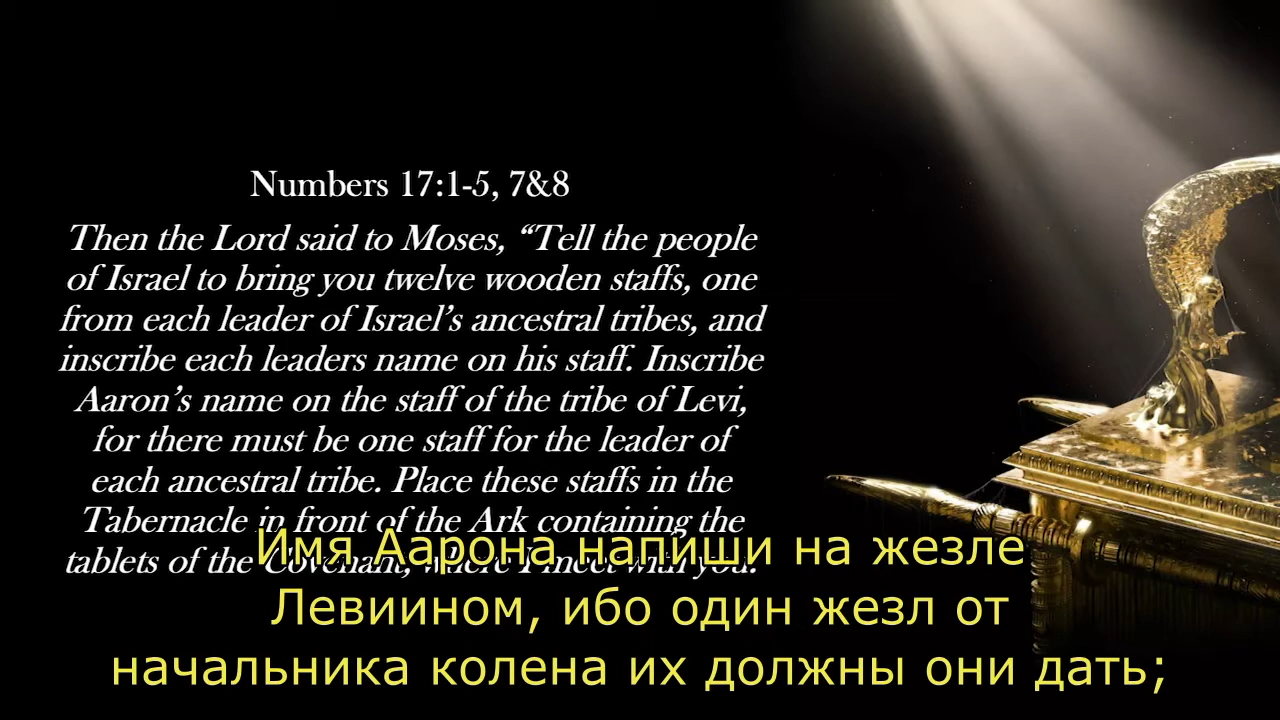 Numbers 17:1-5, 7&8
Then the Lord said to Moses, “Tell the people
of Israel to bring you twelve wooden staffs, one
from each leader of Israel’s ancestral tribes, and
inscribe each leaders name on his staff. Inscribe
Aaron’s name on the staff of the tribe of Levi,
for there must be one staff for the leader of
each ancestral tribe. Place these staffs in the
Tabernacle in front of the Ark containing the
tablets of the Covenant, where I meet with you.
Имя Аарона напиши на жезле
Левиином, ибо один жезл от
начальника колена их должны они дать;